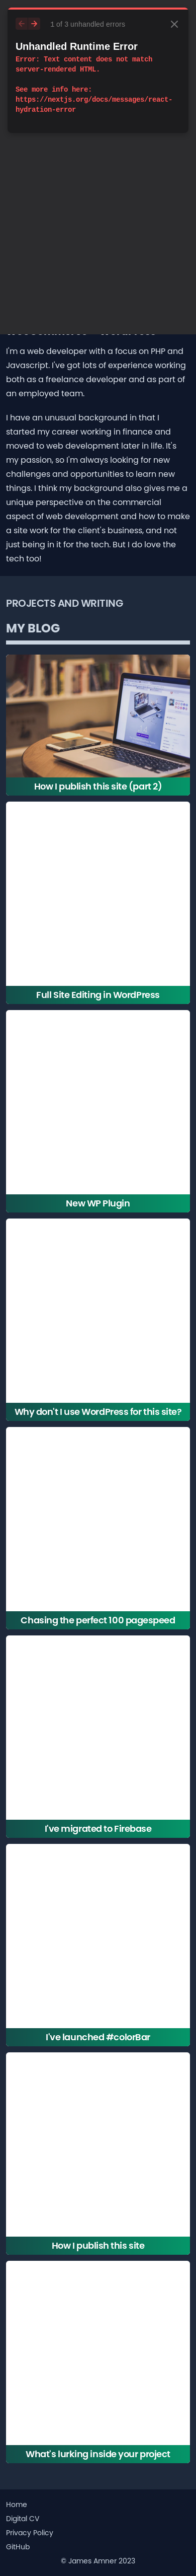 1 of 3 unhandled errors
Unhandled Runtime Error
Error: Text content does not match
server-rendered HTML.
See more info here:
https://nextjs.org/docs/messages/react-
hydration-error
I'm a web developer with a focus on PHP and
Javascript. I've got lots of experience working
both as a freelance developer and as part of
an employed team.
I have an unusual background in that I
started my career working in finance and
moved to web development later in life. It's
my passion, so I'm always looking for new
challenges and opportunities to learn new
things. I think my background also gives me a
unique perspective on the commercial
aspect of web development and how to make
a site work for the client's business, and not
just being in it for the tech. But I do love the
tech too!
PROJECTS AND WRITING
MY BLOG
How I publish this site (part 2)
Full Site Editing in WordPress
New WP Plugin
Why don't I use WordPress for this site?
Chasing the perfect 100 pagespeed
I've migrated to Firebase
I've launched #colorBar
How I publish this site
What's lurking inside your project
Home
Digital CV
Privacy Policy
GitHub
© James Amner 2023